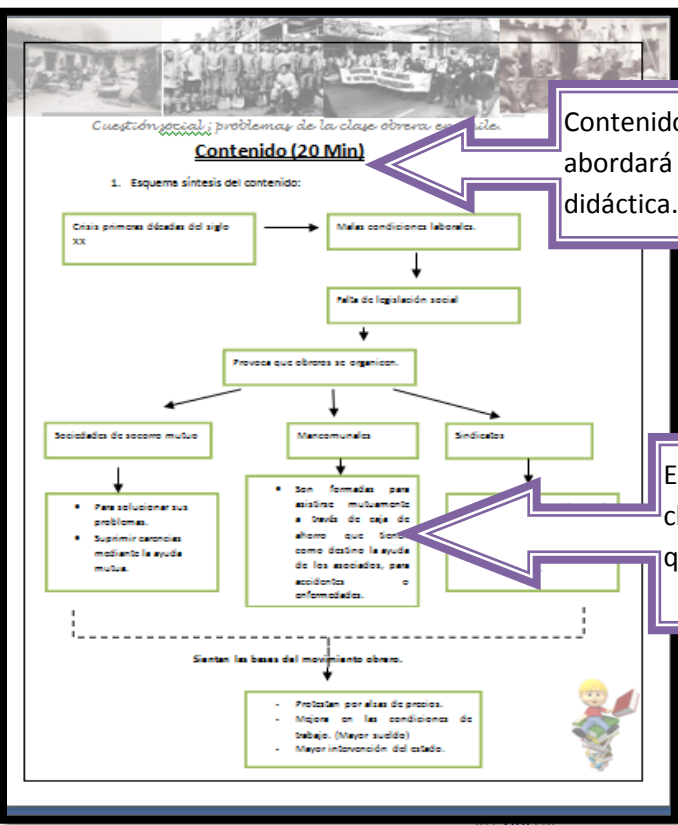 Cuestión social ; problemas de la clase obrera en
Contenido (20 Min)
Contenido
abordará
didáctica.
1. Esquema síntesis del contenido:
Crisis primeras décadas del siglo
XX
Malas condiciones laborales.
Falta de legislación social
Provoca que obreros se organicen.
Sociedades de socorro mutuo
Mancomunales
Sindicatos
• Para solucionar sus
problemas.
• Suprimir carencias
mediante la ayuda
mutua.
• Son formadas para
asistirse mutuamente
a través de caja de
ahorro que
como destino la ayuda
de los asociados, para
accidentes o
enfermedades.
Sientan las bases del movimiento obrero.
- Protestan por alzas de precios.
- Mejora en las condiciones de
trabajo. (Mayor sueldo)
- Mayor intervención del estado.